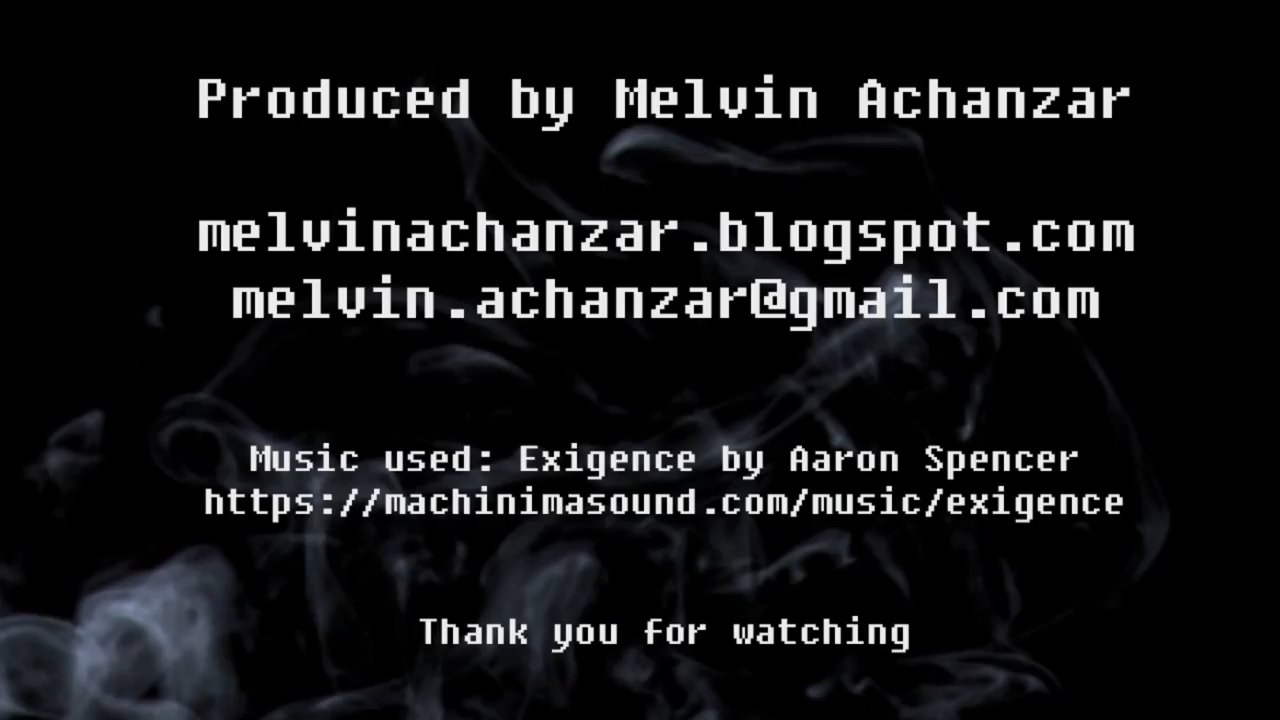 Produced by Melvin Achanzar
melvinachanzar.blogspot.com
melvin.achanzar@gmail.com
Music used: Exigence by Aaron Spencer
https://machinimasound.com/music/exigence
Thank you for watching